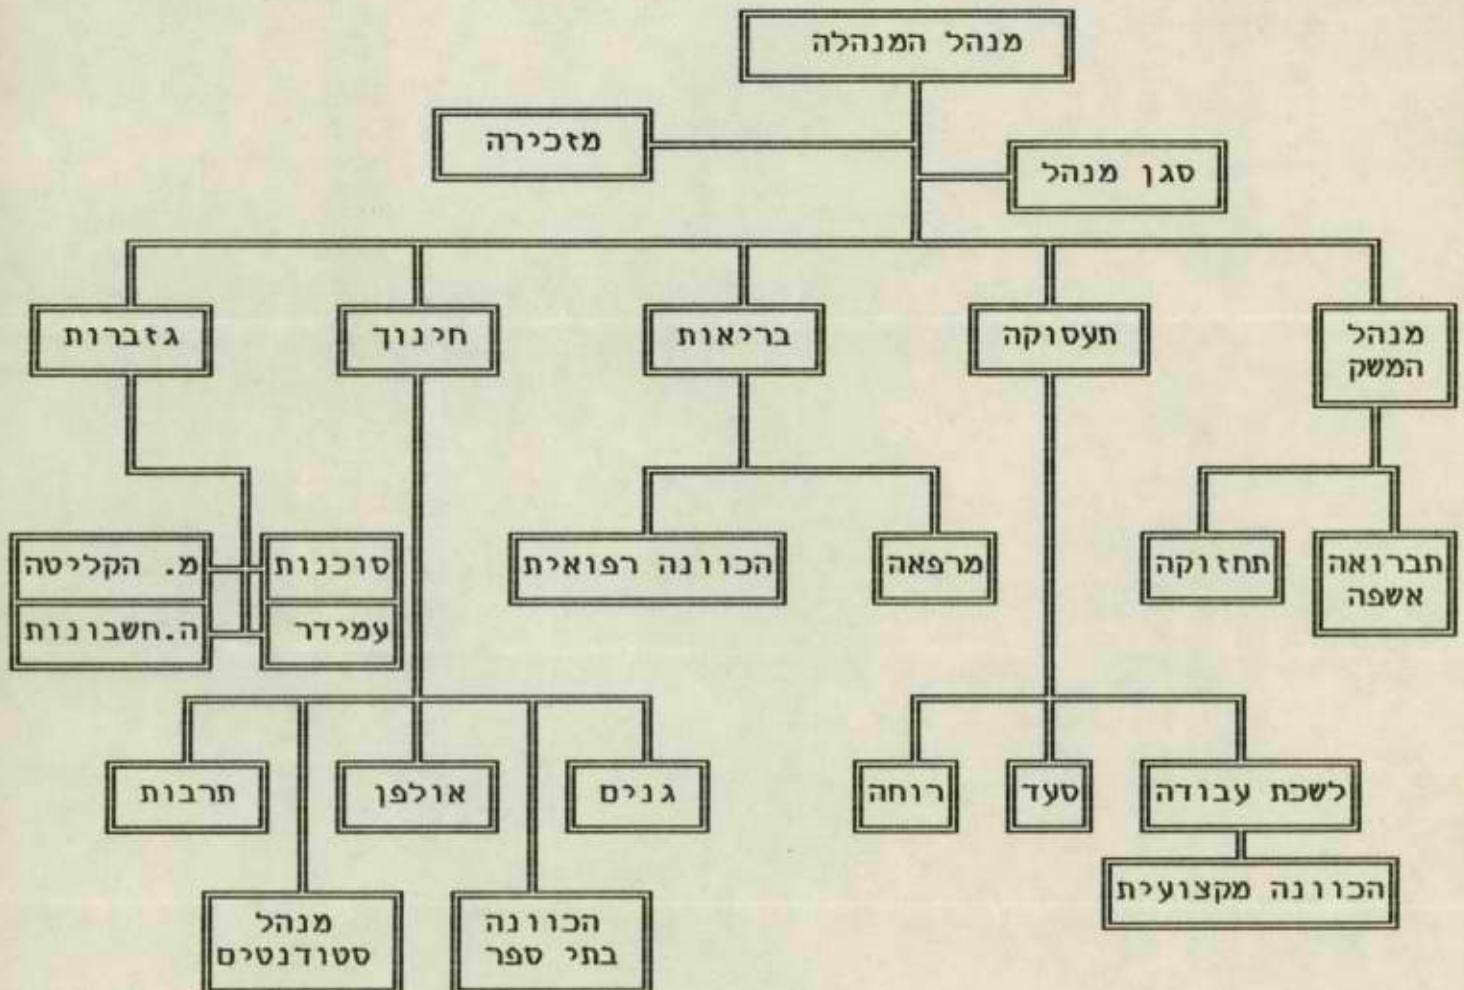 מנהל המנהלה
מזכירה
סגן מנהל
מנהל
המשק
תעסוקה
בריאות
חינוך
גזברות
תברואה
אשפה
תחזוקה
מרפאה
הכוונה רפואית
סוכנות
מ. הקליטה
עמידר
ה.חשבונות
לשכת עבודה
סעד
רוחה
הכוונה מקצועית
גנים
אולפן
תרבות
הכוונה
בתי ספר
מנהל
סטודנטים